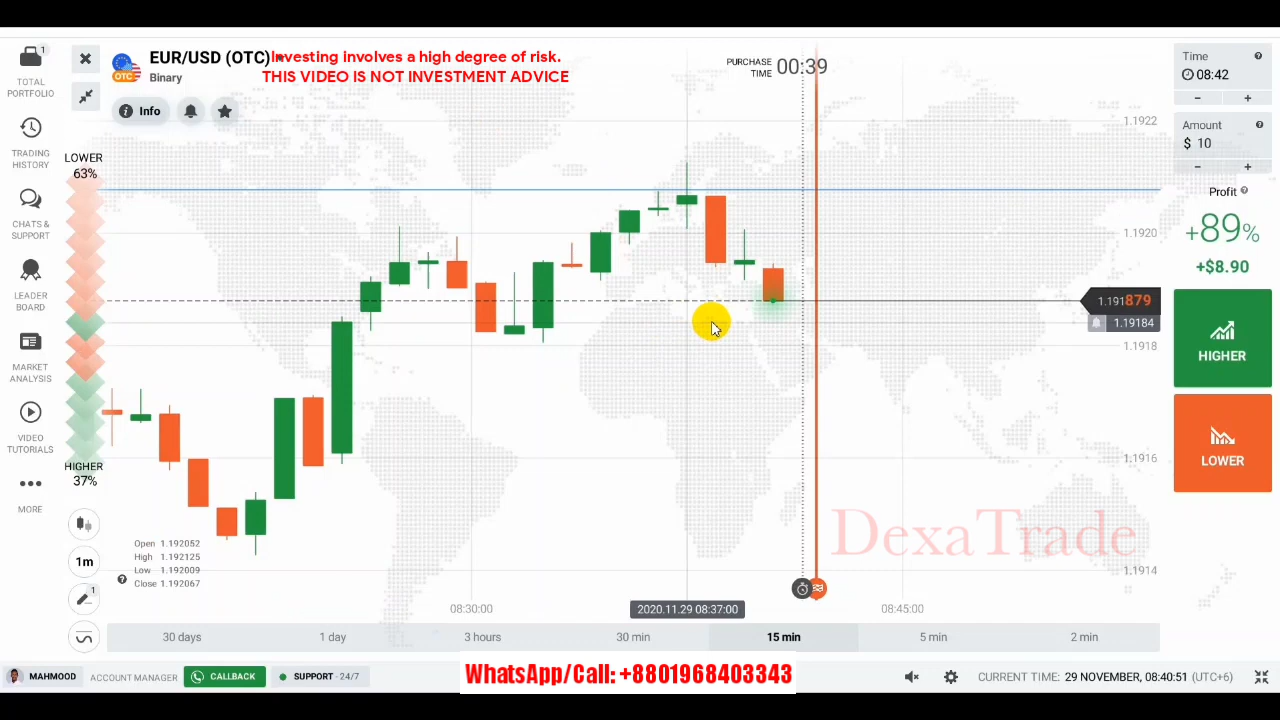 1
TOTAL
PORTFOLIO
TRADING
HISTORY
CHATS &
SUPPORT
LEADER
BOARD
MARKET
ANALYSIS
VIDEO
TUTORIALS
MORE
EUR/USD (OTC)
Investing involves a high degree of risk.
OTC
Binary
THIS VIDEO IS NOT INVESTMENT ADVICE
Info
PURCHASE
TIME
00:39
LOWER
63%
HIGHER
37%
1m
1
Open 1.192052
High 1.192125
Low 1.192009
Close 1.192067
1.1922
1.1920
1.191879
1.19184
1.1918
1.1916
1.1914
DexaTrade
08:30:00
2020.11.29 08:37:00
08:45:00
30 days
1 day
3 hours
30 min
15 min
5 min
2 min
Time
08:42
Amount
$ 10
Profit
+89%
+$8.90
HIGHER
LOWER
MAHMOOD
ACCOUNT MANAGER
CALLBACK
SUPPORT - 24/7
WhatsApp/Call: +8801968403343
CURRENT TIME: 29 NOVEMBER, 08:40:51 (UTC+6)